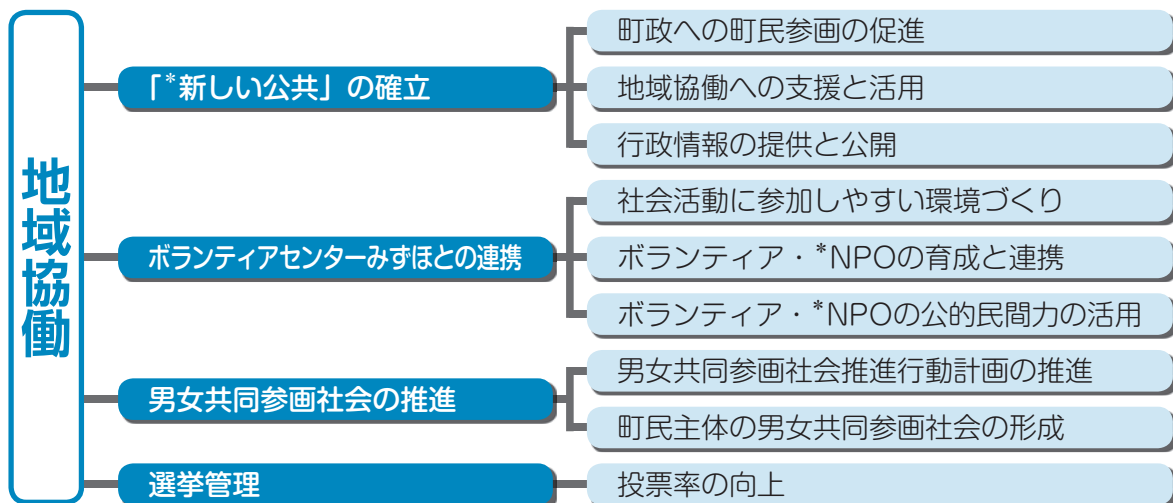 地域協働
「*新しい公共」の確立
町政への町民参画の促進
地域協働への支援と活用
行政情報の提供と公開
ボランティアセンターみずほとの連携
社会活動に参加しやすい環境づくり
ボランティア・*NPOの育成と連携
ボランティア・*NPOの公的民間力の活用
男女共同参画社会の推進
男女共同参画社会推進行動計画の推進
町民主体の男女共同参画社会の形成
選挙管理
投票率の向上